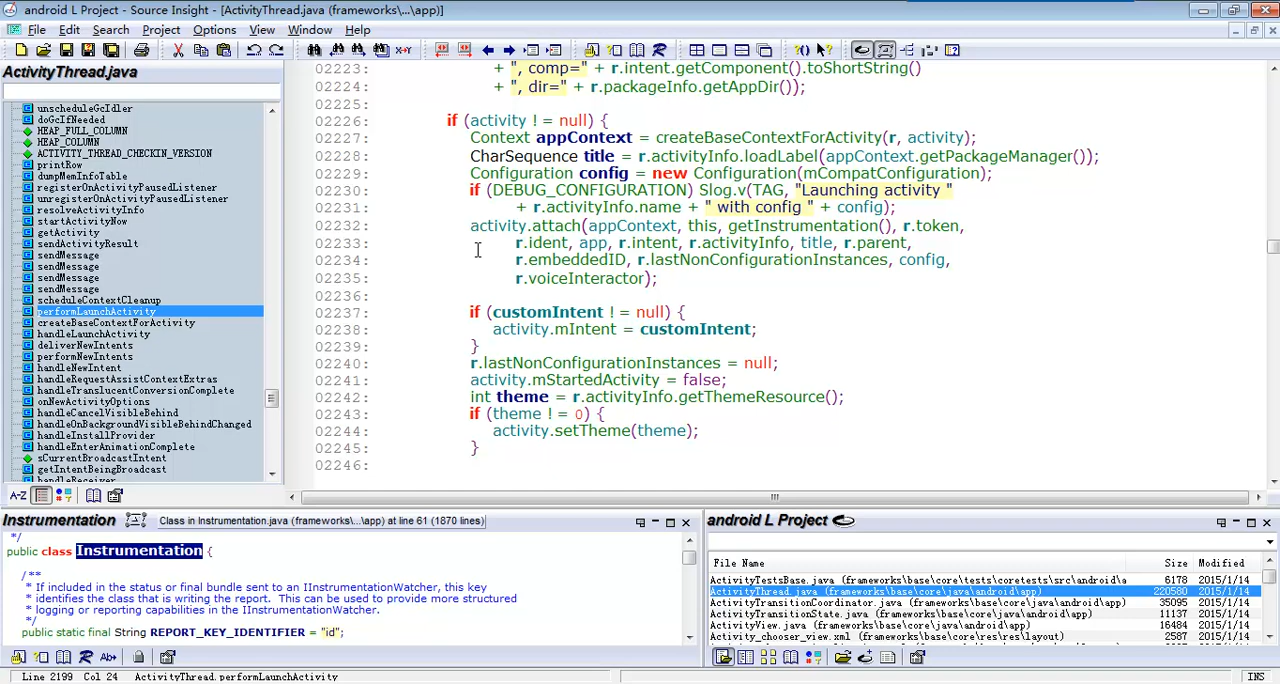 android L Project - Source Insight - [ActivityThread.java (frameworks\...\app)]
File Edit Search Project Options View Window Help
ActivityThread.java
unscheduleGcIdler
doGcIfNeeded
HEAP_FULL_COLUMN
HEAP_COLUMN
ACTIVITY_THREAD_CHECKIN_VERSION
printRow
dumpMemInfoTable
registerOnActivityPausedListener
unregisterOnActivityPausedListener
resolveActivityInfo
startActivityNow
getActivity
sendActivityResult
sendMessage
sendMessage
sendMessage
sendMessage
scheduleContextCleanup
performLaunchActivity
createBaseContextForActivity
handleLaunchActivity
deliverNewIntents
performNewIntents
handleNewIntent
handleRequestAssistContextExtras
handleTranslucentConversionComplete
onNewActivityOptions
handleCancelVisibleBehind
handleOnBackgroundVisibleBehindChanged
handleInstallProvider
handleEnterAnimationComplete
sCurrentBroadcastIntent
getIntentBeingBroadcast
handleReceiver
A-Z
02223: + ", comp=" + r.intent.getComponent().toShortString()
02224: + ", dir=" + r.packageInfo.getAppDir());
02225:
02226: if (activity != null) {
02227: Context appContext = createBaseContextForActivity(r, activity);
02228: CharSequence title = r.activityInfo.loadLabel(appContext.getPackageManager());
02229: Configuration config = new Configuration(mCompatConfiguration);
02230: if (DEBUG_CONFIGURATION) Slog.v(TAG, "Launching activity "
02231: + r.activityInfo.name + " with config " + config);
02232: activity.attach(appContext, this, getInstrumentation(), r.token,
02233: r.ident, app, r.intent, r.activityInfo, title, r.parent,
02234: r.embeddedID, r.lastNonConfigurationInstances, config,
02235: r.voiceInteractor);
02236:
02237: if (customIntent != null) {
02238: activity.mIntent = customIntent;
02239: }
02240: r.lastNonConfigurationInstances = null;
02241: activity.mStartedActivity = false;
02242: int theme = r.activityInfo.getThemeResource();
02243: if (theme != 0) {
02244: activity.setTheme(theme);
02245: }
02246:
Instrumentation Class in Instrumentation.java (frameworks\...\app) at line 61 (1870 lines)
*/
public class Instrumentation {
/**
* If included in the status or final bundle sent to an IInstrumentationWatcher, this key
* identifies the class that is writing the report. This can be used to provide more structured
* logging or reporting capabilities in the IInstrumentationWatcher.
*/
public static final String REPORT_KEY_IDENTIFIER = "id";
android L Project
File Name Size Modified
ActivityTestsBase.java (frameworks\base\core\tests\coretests\src\android\a 6178 2015/1/14
ActivityThread.java (frameworks\base\core\java\android\app) 220580 2015/1/14
ActivityTransitionCoordinator.java (frameworks\base\core\java\android\app) 35095 2015/1/14
ActivityTransitionState.java (frameworks\base\core\java\android\app) 11137 2015/1/14
ActivityView.java (frameworks\base\core\java\android\app) 16484 2015/1/14
Activity_chooser_view.xml (frameworks\base\core\res\res\layout) 2587 2015/1/14
Line 2199 Col 24 ActivityThread.performLaunchActivity INS